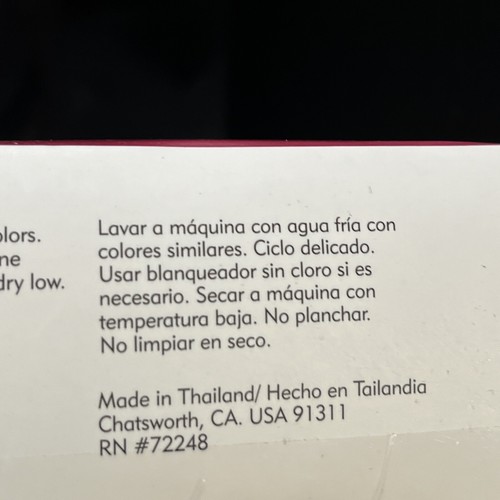 olors.
ne
dry low.
Lavar a máquina con agua fría con
colores similares. Ciclo delicado.
Usar blanqueador sin cloro si es
necesario. Secar a máquina con
temperatura baja. No planchar.
No limpiar en seco.
Made in Thailand/ Hecho en Tailandia
Chatsworth, CA. USA 91311
RN #72248